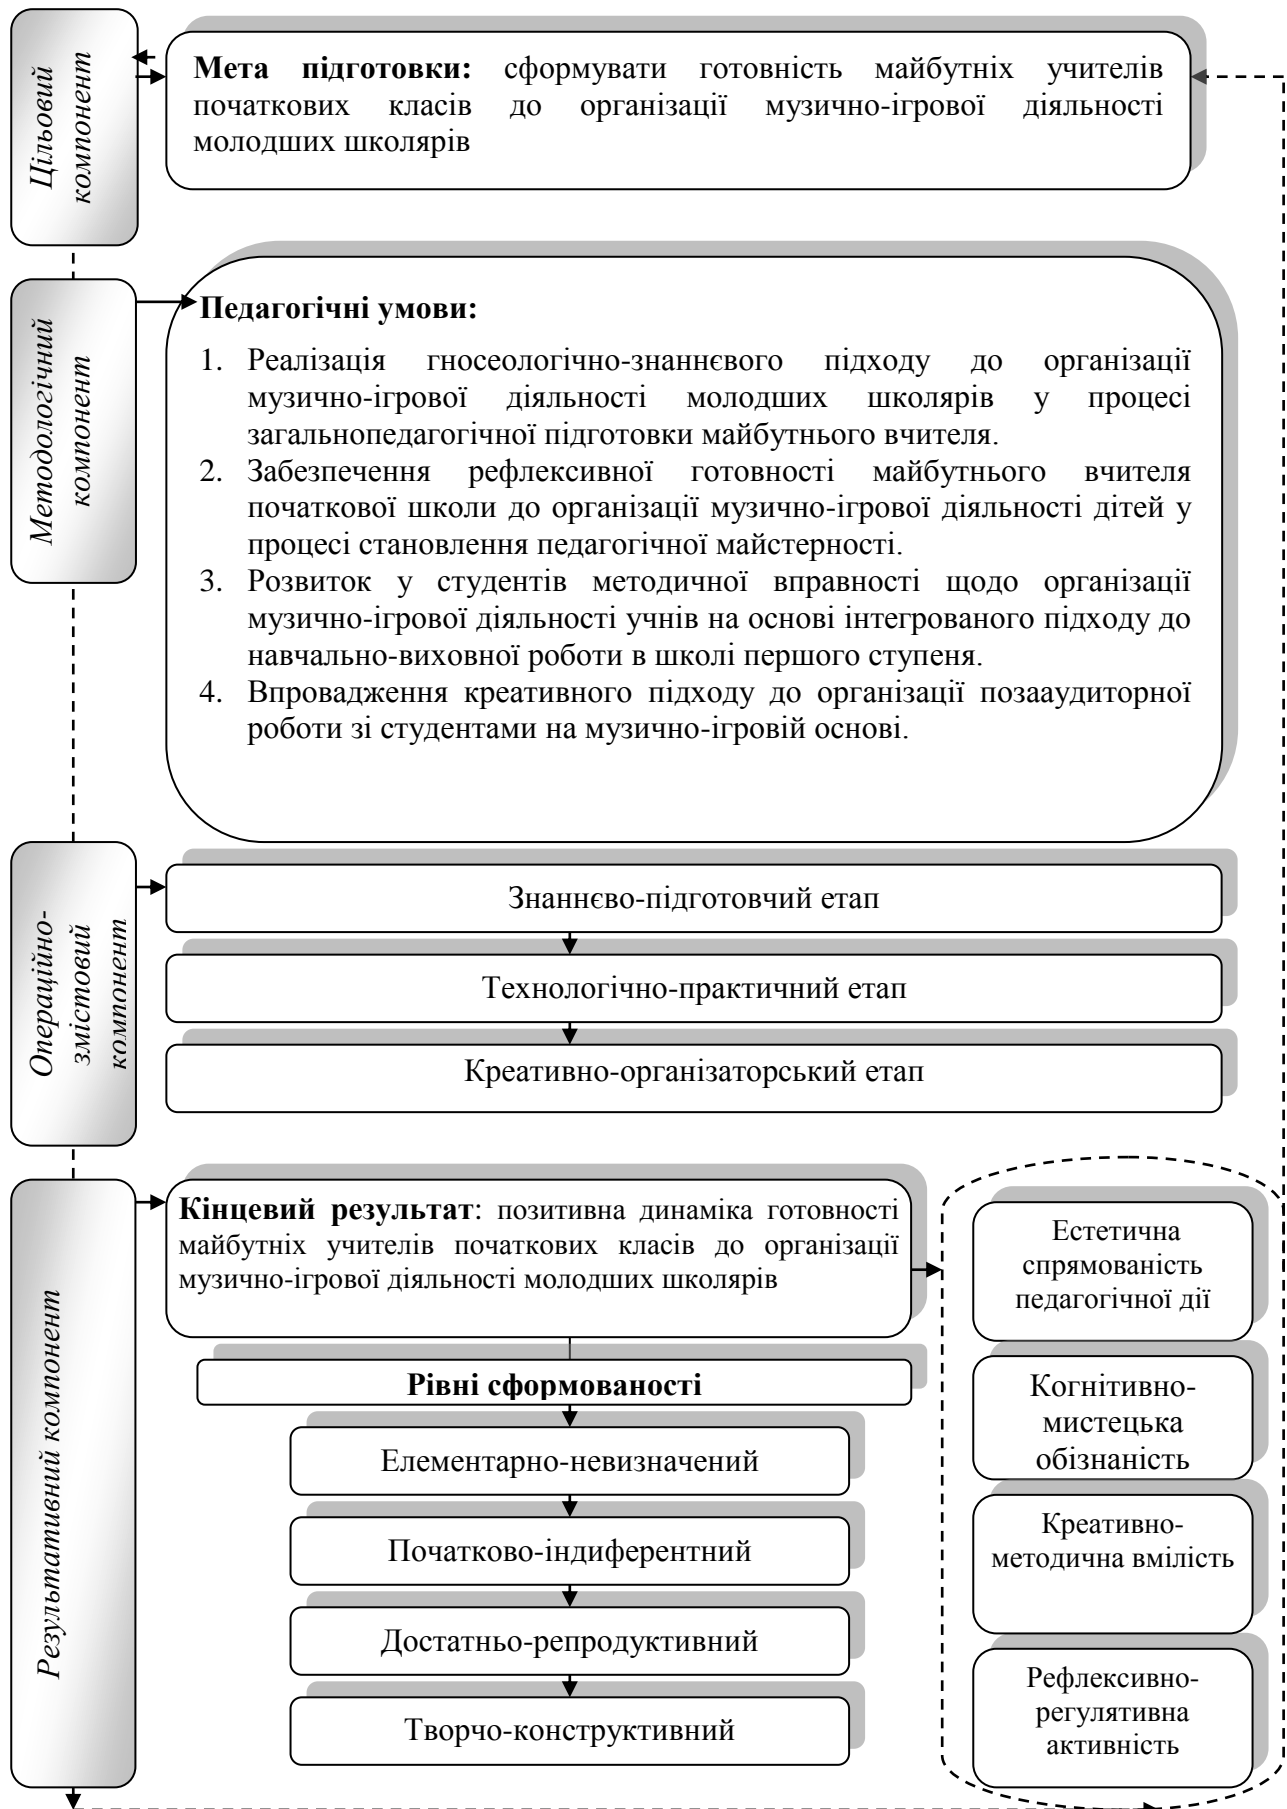 Цільовий
компонент
Мета підготовки: сформувати готовність майбутніх учителів
початкових класів до організації музично-ігрової діяльності
молодших школярів
Методологічний
компонент
Педагогічні умови:
1. Реалізація гносеологічно-знаннєвого підходу до організації
музично-ігрової діяльності молодших школярів у процесі
загальнопедагогічної підготовки майбутнього вчителя.
2. Забезпечення рефлексивної готовності майбутнього вчителя
початкової школи до організації музично-ігрової діяльності дітей у
процесі становлення педагогічної майстерності.
3. Розвиток у студентів методичної вправності щодо організації
музично-ігрової діяльності учнів на основі інтегрованого підходу до
навчально-виховної роботи в школі першого ступеня.
4. Впровадження креативного підходу до організації позааудиторної
роботи зі студентами на музично-ігровій основі.
Операційно-
змістовий
компонент
Знаннєво-підготовчий етап
Технологічно-практичний етап
Креативно-організаторський етап
Результативний компонент
Кінцевий результат: позитивна динаміка готовності
майбутніх учителів початкових класів до організації
музично-ігрової діяльності молодших школярів
Рівні сформованості
Елементарно-невизначений
Початково-індиферентний
Достатньо-репродуктивний
Творчо-конструктивний
Естетична
спрямованість
педагогічної дії
Когнітивно-
мистецька
обізнаність
Креативно-
методична вмілість
Рефлексивно-
регулятивна
активність